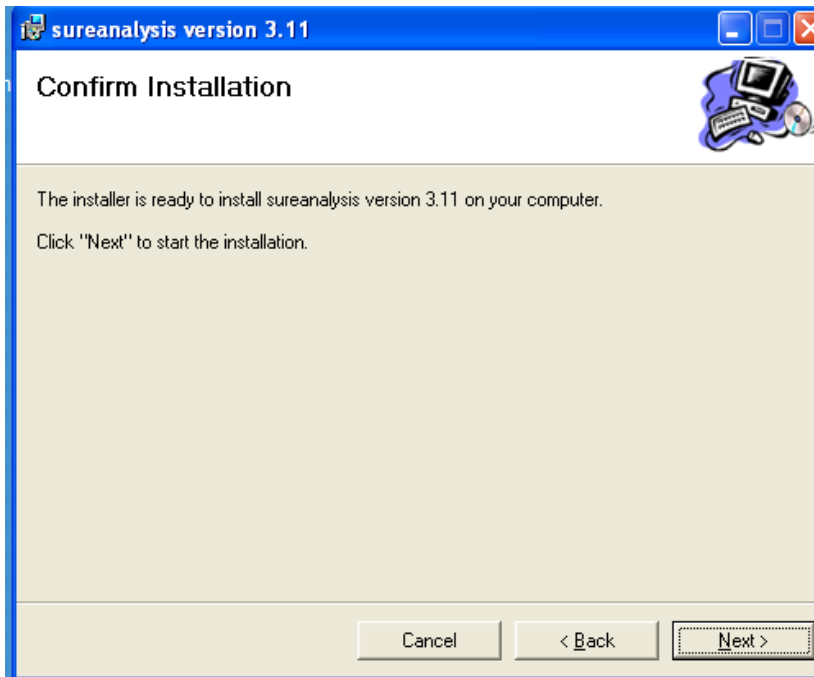 sureanalysis version 3.11
Confirm Installation
The installer is ready to install sureanalysis version 3.11 on your computer.
Click "Next" to start the installation.
Cancel
< Back
Next >